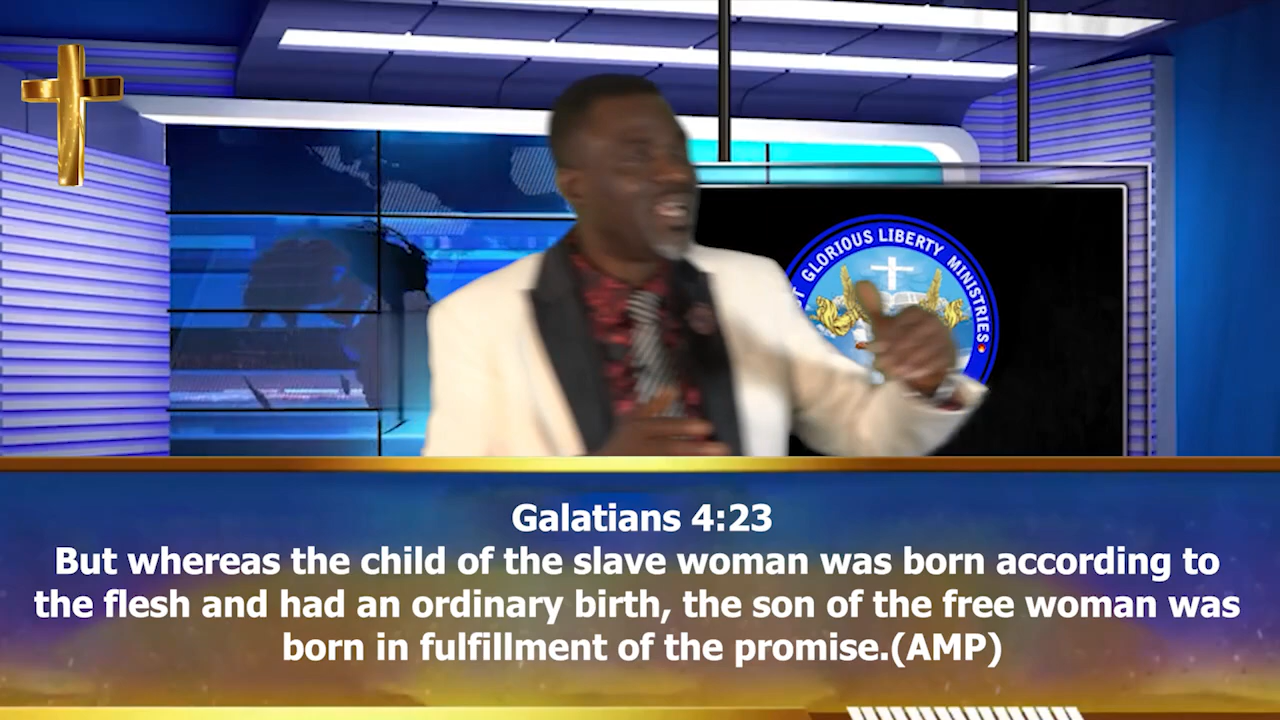 GLORIOUS LIBERTY MINISTRIES
Galatians 4:23
But whereas the child of the slave woman was born according to
the flesh and had an ordinary birth, the son of the free woman was
born in fulfillment of the promise.(AMP)